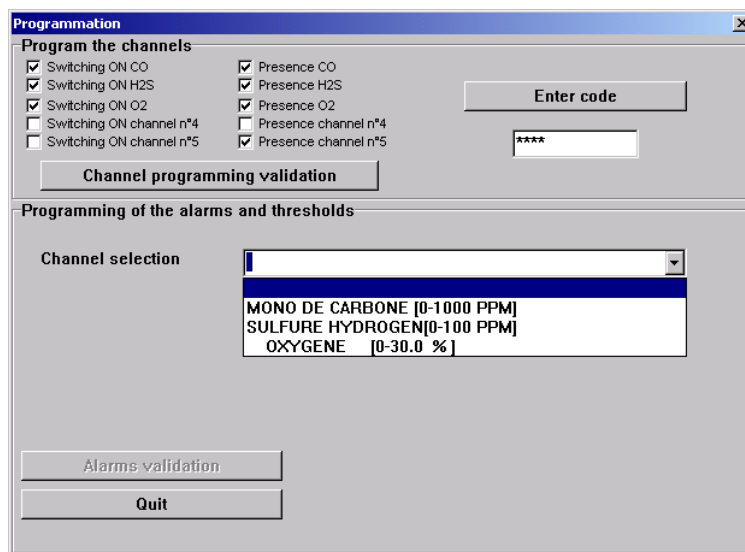 Programmation
Program the channels
Switching ON CO Presence CO
Switching ON H2S Presence H2S
Switching ON O2 Presence O2
Switching ON channel n°4 Presence channel n°4
Switching ON channel n°5 Presence channel n°5
Enter code
****
Channel programming validation
Programming of the alarms and thresholds
Channel selection
MONO DE CARBONE [0-1000 PPM]
SULFURE HYDROGEN[0-100 PPM]
OXYGENE [0-30.0 %]
Alarms validation
Quit